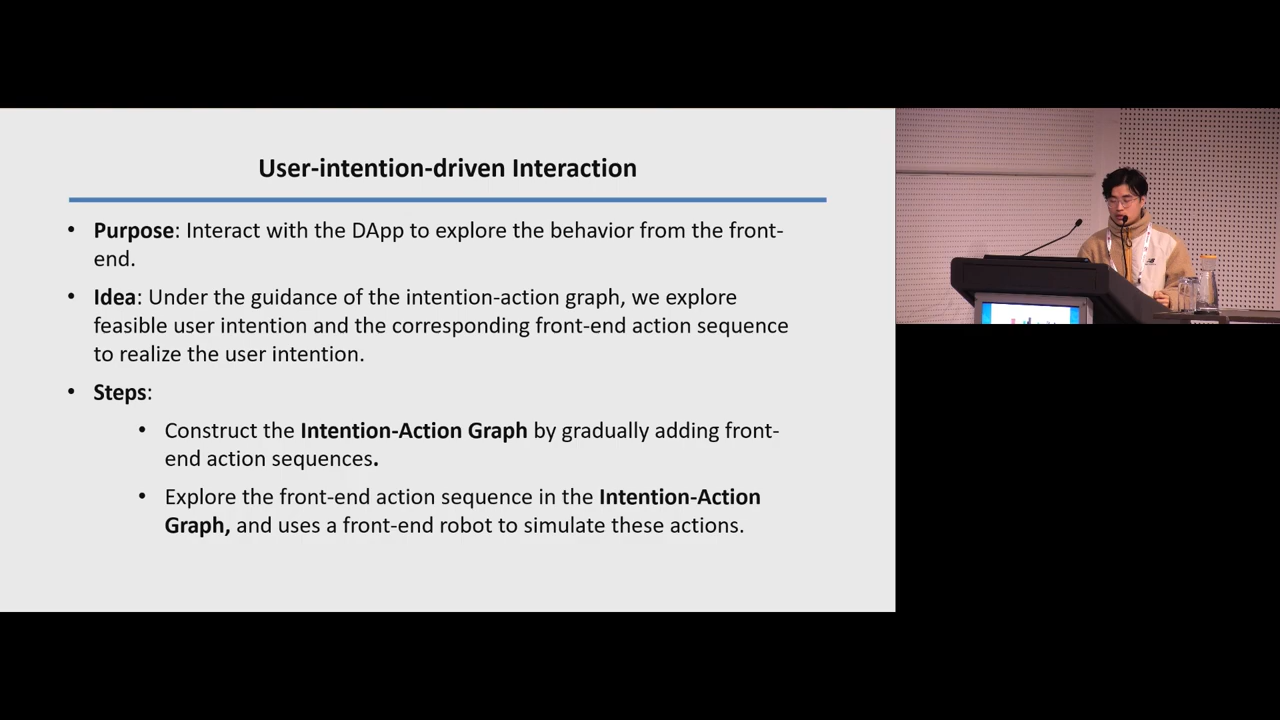 User-intention-driven Interaction
• Purpose: Interact with the DApp to explore the behavior from the front-
end.
• Idea: Under the guidance of the intention-action graph, we explore
feasible user intention and the corresponding front-end action sequence
to realize the user intention.
• Steps:
• Construct the Intention-Action Graph by gradually adding front-
end action sequences.
• Explore the front-end action sequence in the Intention-Action
Graph, and uses a front-end robot to simulate these actions.